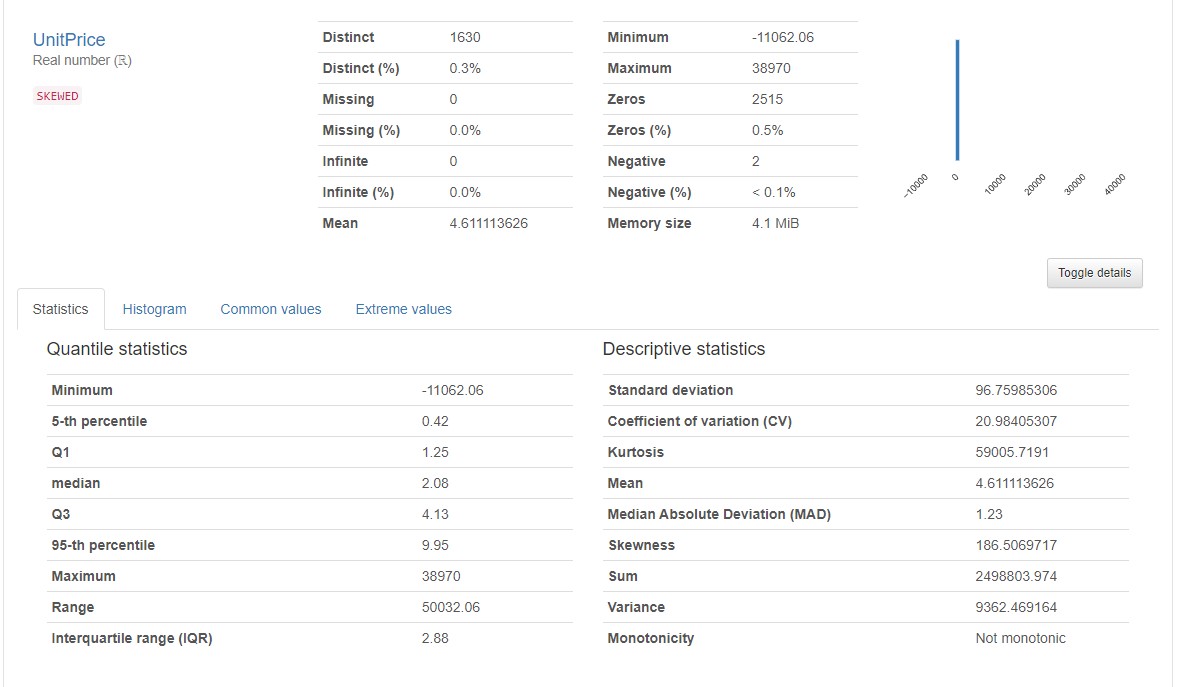 UnitPrice
Real number (ℝ)
SKEWED
Distinct 1630
Distinct (%) 0.3%
Missing 0
Missing (%) 0.0%
Infinite 0
Infinite (%) 0.0%
Mean 4.611113626
Minimum -11062.06
Maximum 38970
Zeros 2515
Zeros (%) 0.5%
Negative 2
Negative (%) < 0.1%
Memory size 4.1 MiB
−10000 0 10000 20000 30000 40000
Toggle details
Statistics Histogram Common values Extreme values
Quantile statistics
Minimum -11062.06
5-th percentile 0.42
Q1 1.25
median 2.08
Q3 4.13
95-th percentile 9.95
Maximum 38970
Range 50032.06
Interquartile range (IQR) 2.88
Descriptive statistics
Standard deviation 96.75985306
Coefficient of variation (CV) 20.98405307
Kurtosis 59005.7191
Mean 4.611113626
Median Absolute Deviation (MAD) 1.23
Skewness 186.5069717
Sum 2498803.974
Variance 9362.469164
Monotonicity Not monotonic